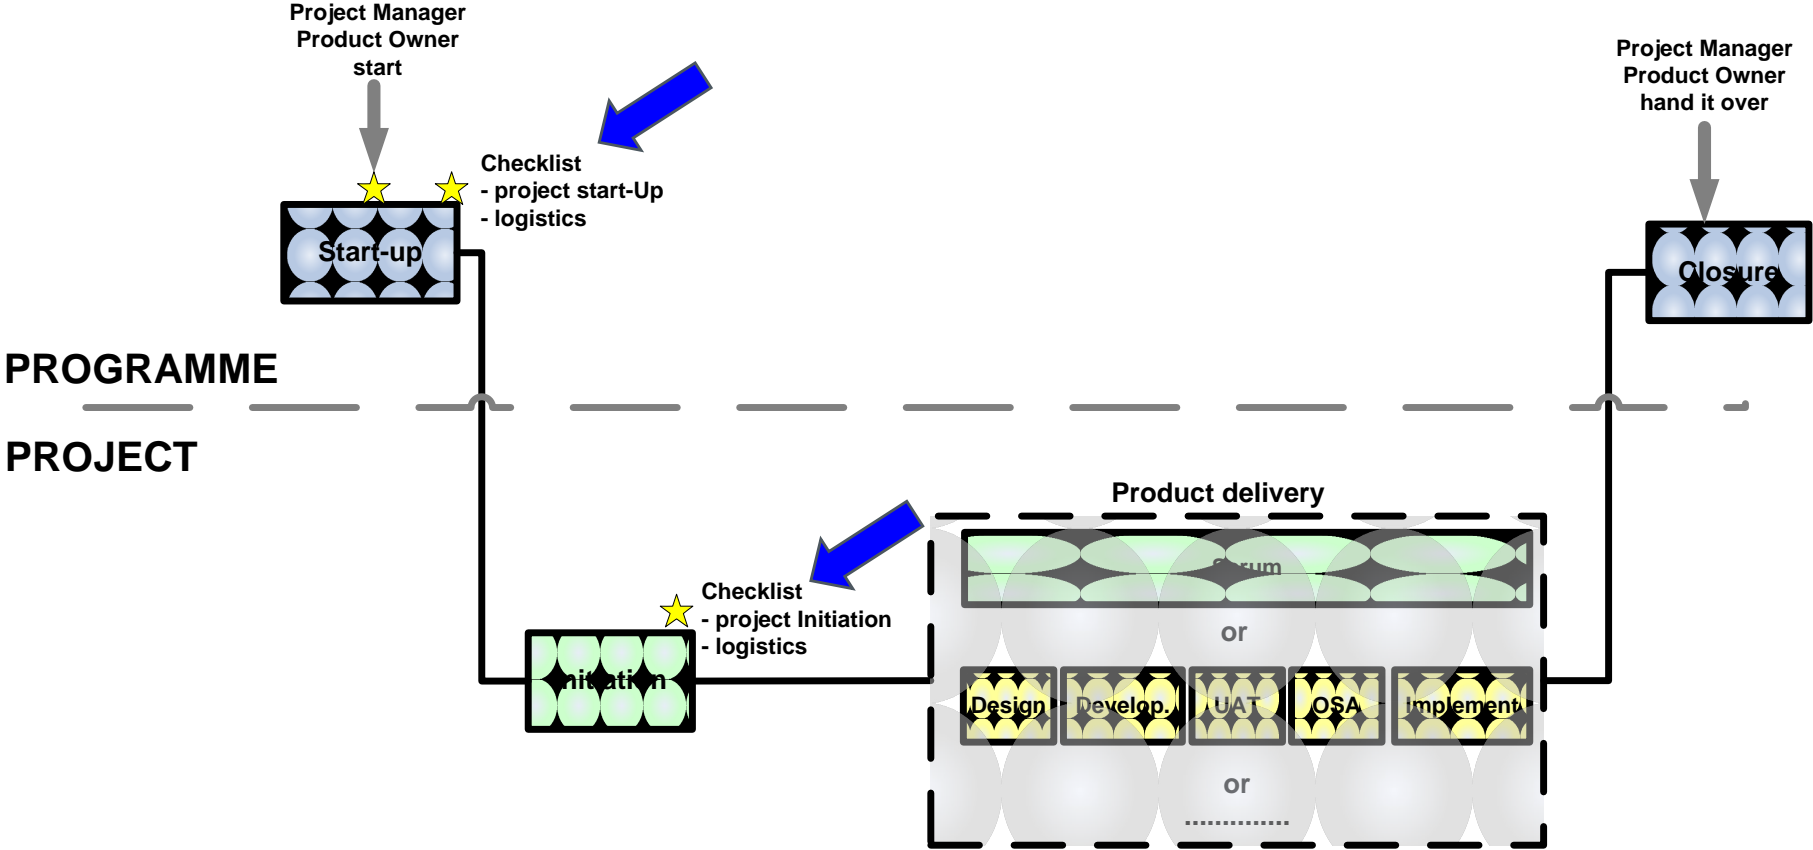 Project Manager
Product Owner
start
Project Manager
Product Owner
hand it over
Checklist
- project start-Up
- logistics
Start-up
Closure
PROGRAMME
PROJECT
Product delivery
Scrum
Checklist
- project Initiation
- logistics
or
Initiation
Design
Develop.
UAT
OSA
implement
or
..............